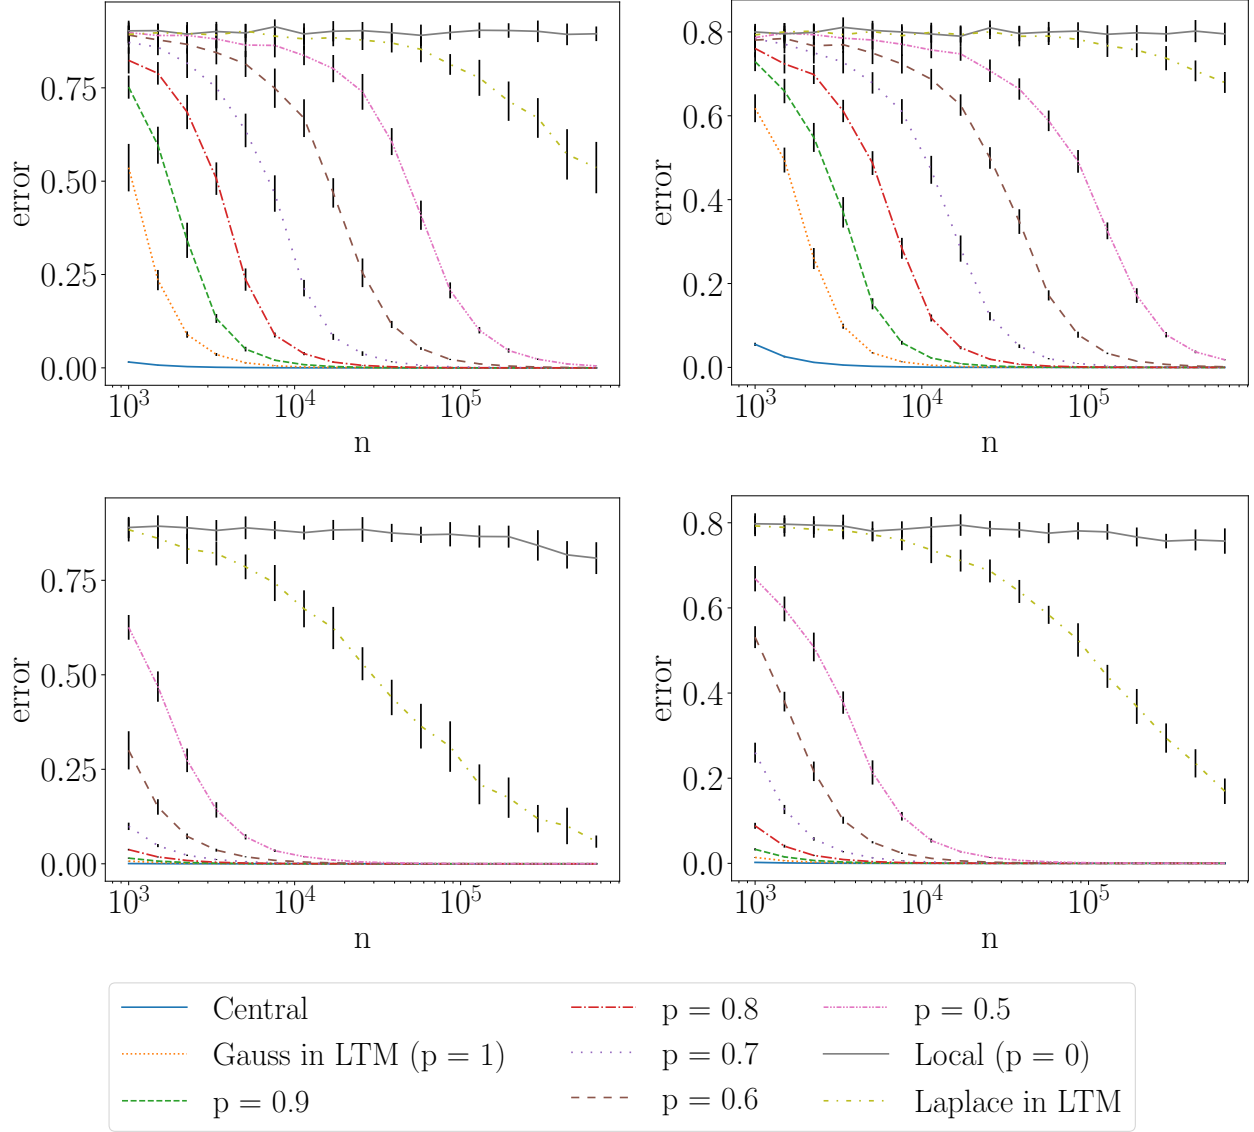 error
0.75
0.50
0.25
0.00
10^3
10^4
10^5
n
error
0.8
0.6
0.4
0.2
0.0
10^3
10^4
10^5
n
error
0.75
0.50
0.25
0.00
10^3
10^4
10^5
n
error
0.8
0.6
0.4
0.2
0.0
10^3
10^4
10^5
n
Central
Gauss in LTM (p = 1)
p = 0.9
p = 0.8
p = 0.7
p = 0.6
p = 0.5
Local (p = 0)
Laplace in LTM